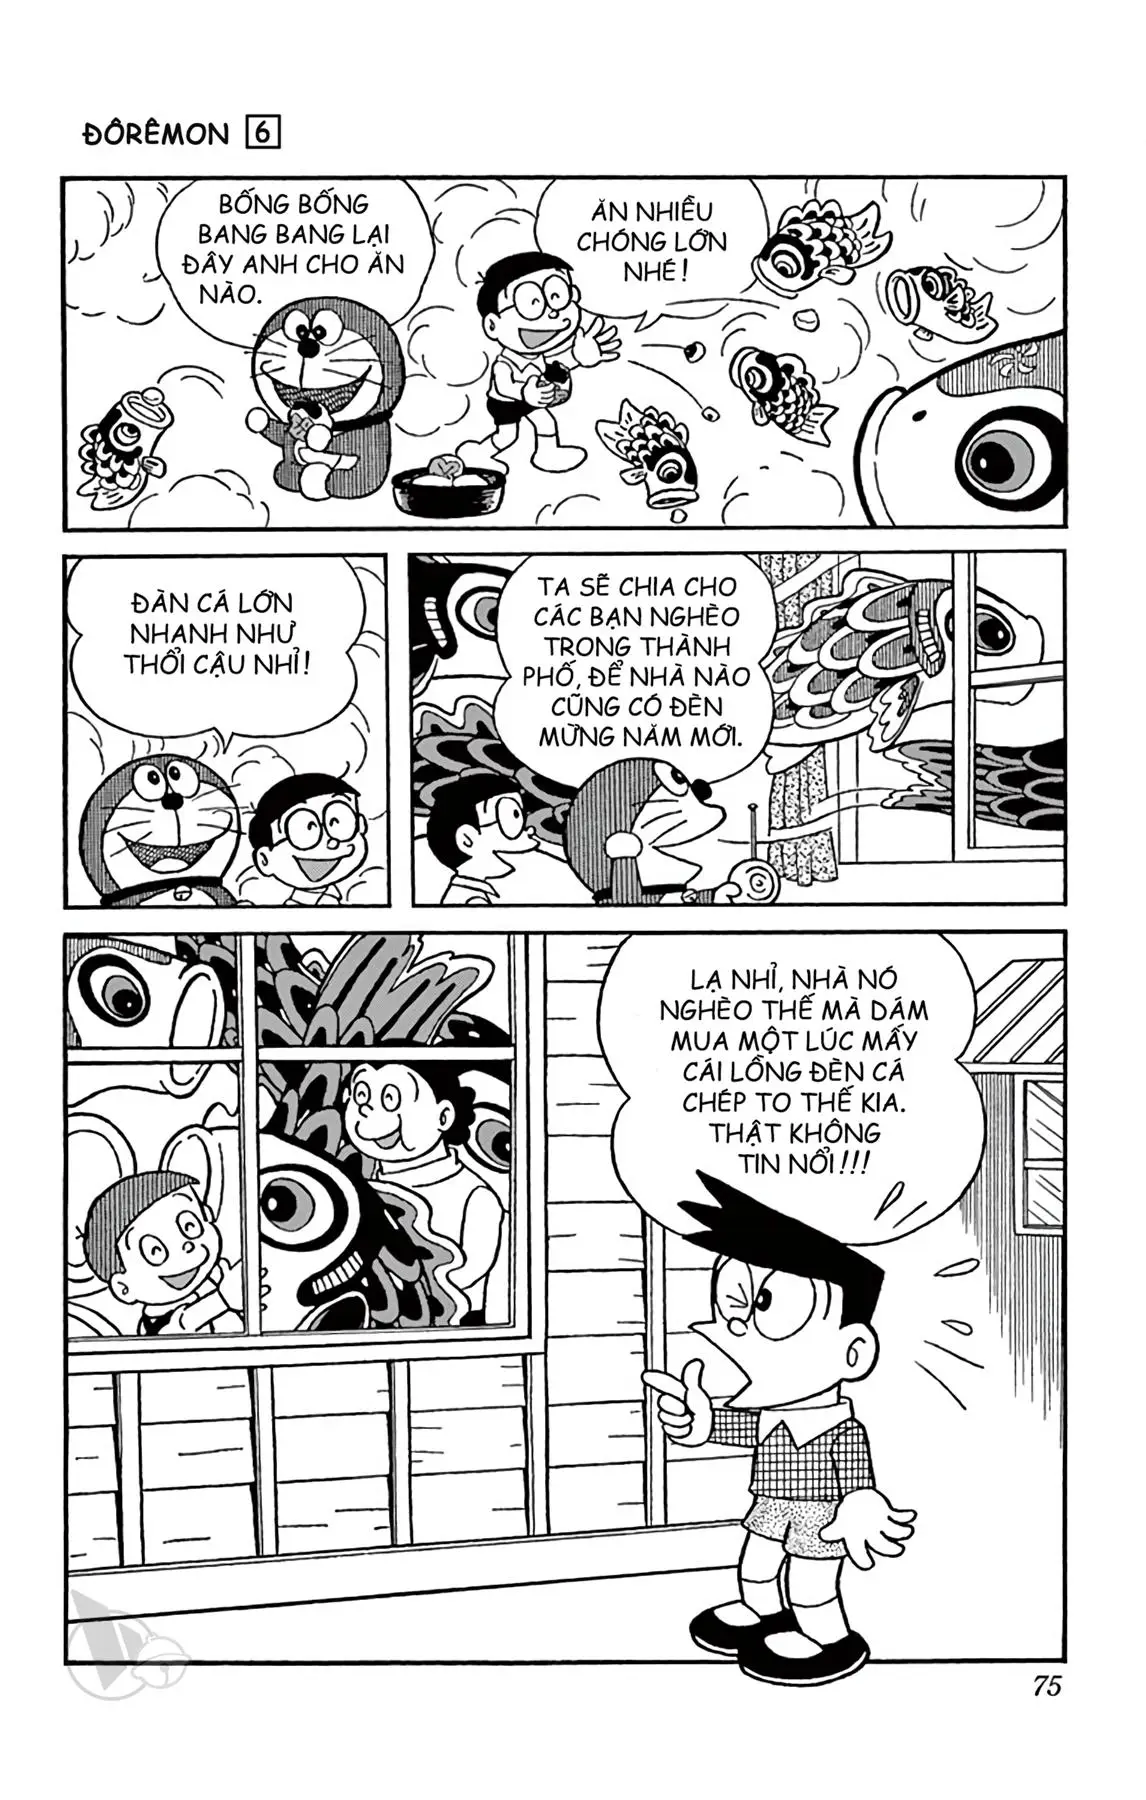 ĐÔRÊMON 6
BỐNG BỐNG
BANG BANG LẠI
ĐÂY ANH CHO ĂN
NÀO.
ĂN NHIỀU
CHÓNG LỚN
NHÉ!
ĐÀN CÁ LỚN
NHANH NHƯ
THỔI CẬU NHỈ!
TA SẼ CHIA CHO
CÁC BẠN NGHÈO
TRONG THÀNH
PHỐ, ĐỂ NHÀ NÀO
CŨNG CÓ ĐÈN
MỪNG NĂM MỚI.
LẠ NHỈ, NHÀ NÓ
NGHÈO THẾ MÀ DÁM
MUA MỘT LÚC MẤY
CÁI LỒNG ĐÈN CÁ
CHÉP TO THẾ KIA.
THẬT KHÔNG
TIN NỔI!!!
75